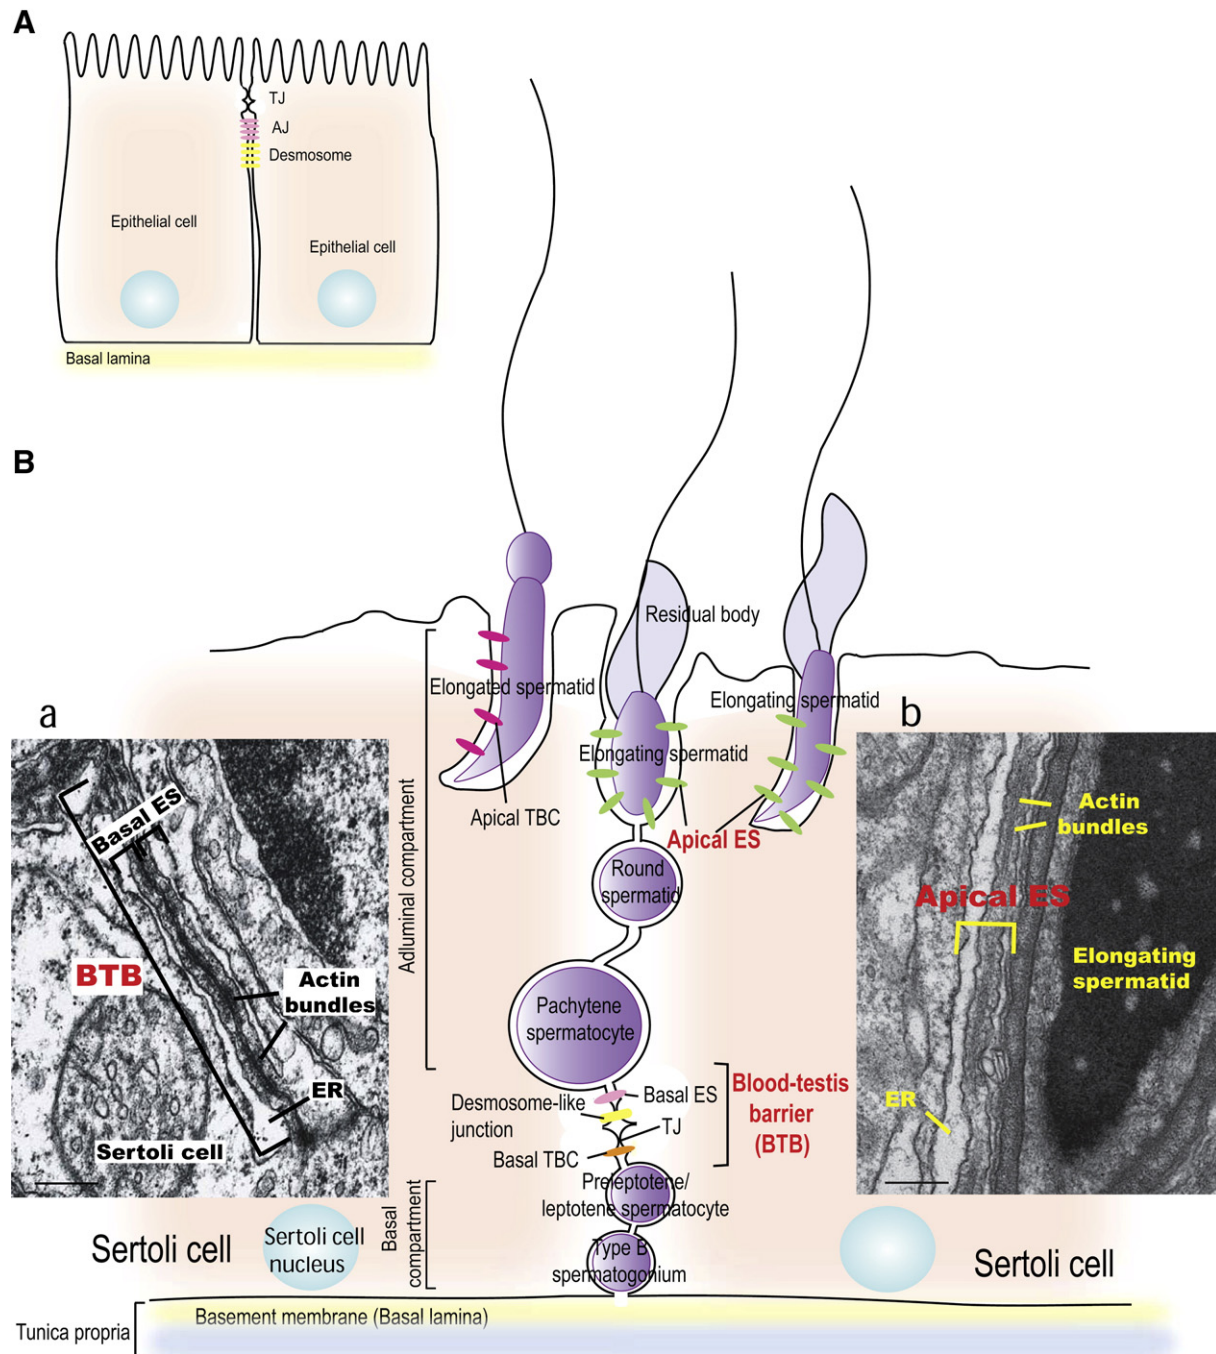 A
TJ
AJ
Desmosome
Epithelial cell
Epithelial cell
Basal lamina
B
Residual body
Elongated spermatid
Elongating spermatid
Elongating spermatid
Apical TBC
Apical ES
Round
spermatid
Adluminal compartment
Pachytene
spermatocyte
Desmosome-like
junction
Basal ES
TJ
Basal TBC
Blood-testis
barrier
(BTB)
Preleptotene/
leptotene spermatocyte
Basal
compartment
Type B
spermatogonium
a
Basal ES
BTB
Actin
bundles
ER
Sertoli cell
b
Actin
bundles
Apical ES
Elongating
spermatid
ER
Sertoli cell
Sertoli cell
nucleus
Sertoli cell
Tunica propria
Basement membrane (Basal lamina)